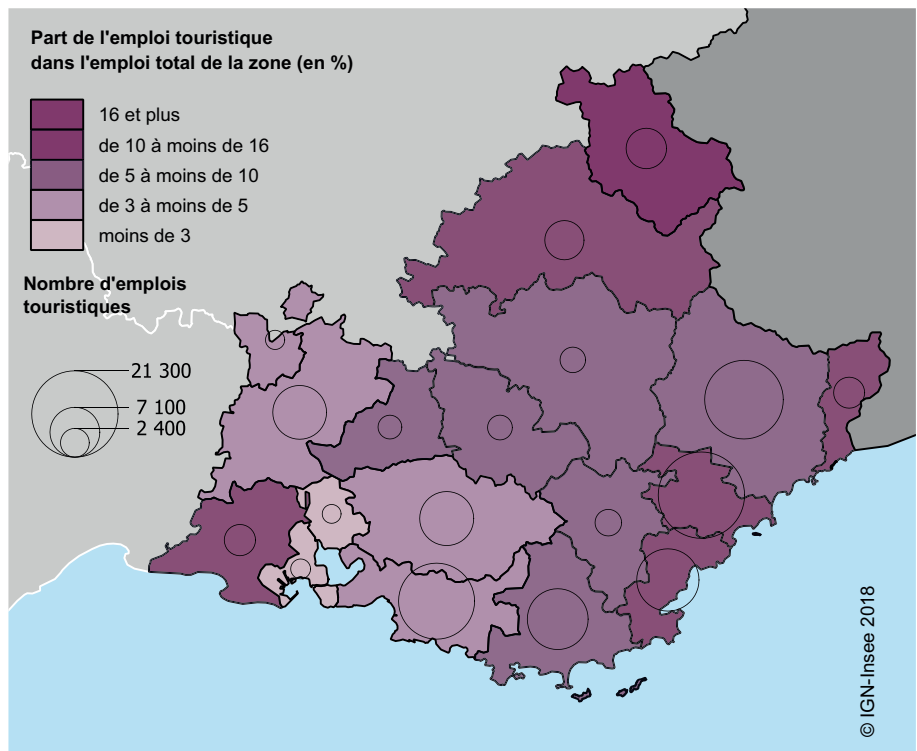 Part de l'emploi touristique
dans l'emploi total de la zone (en %)
16 et plus
de 10 à moins de 16
de 5 à moins de 10
de 3 à moins de 5
moins de 3
Nombre d'emplois
touristiques
21 300
7 100
2 400
© IGN-Insee 2018